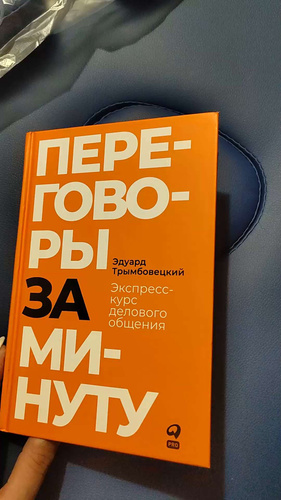 ПЕРЕ-
ГОВО-
РЫ
Эдуард
Трымбовецкий
ЗА
Экспресс-
курс
делового
общения
МИ-
НУТУ
PRO